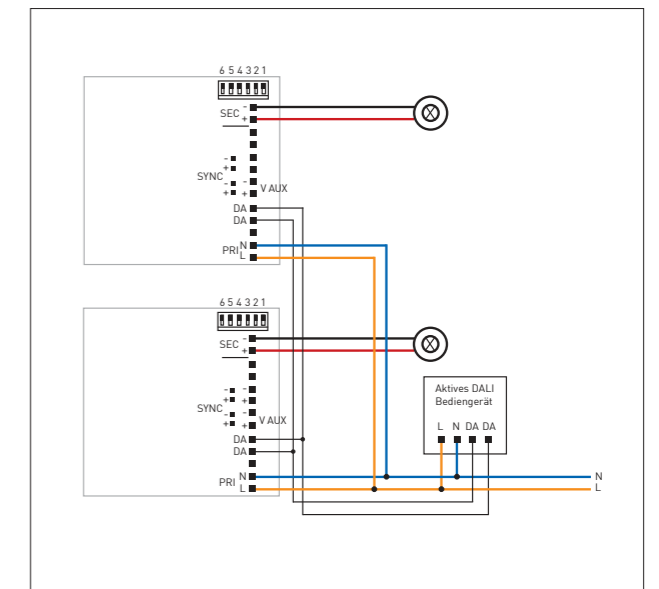 6 5 4 3 2 1
SEC -
+
-
+
SYNC
- -
+ + V AUX
DA
DA
PRI N
L
6 5 4 3 2 1
SEC -
+
- -
+ +
SYNC
- -
+ + V AUX
DA
DA
PRI N
L
Aktives DALI
Bediengerät
L N DA DA
N
L